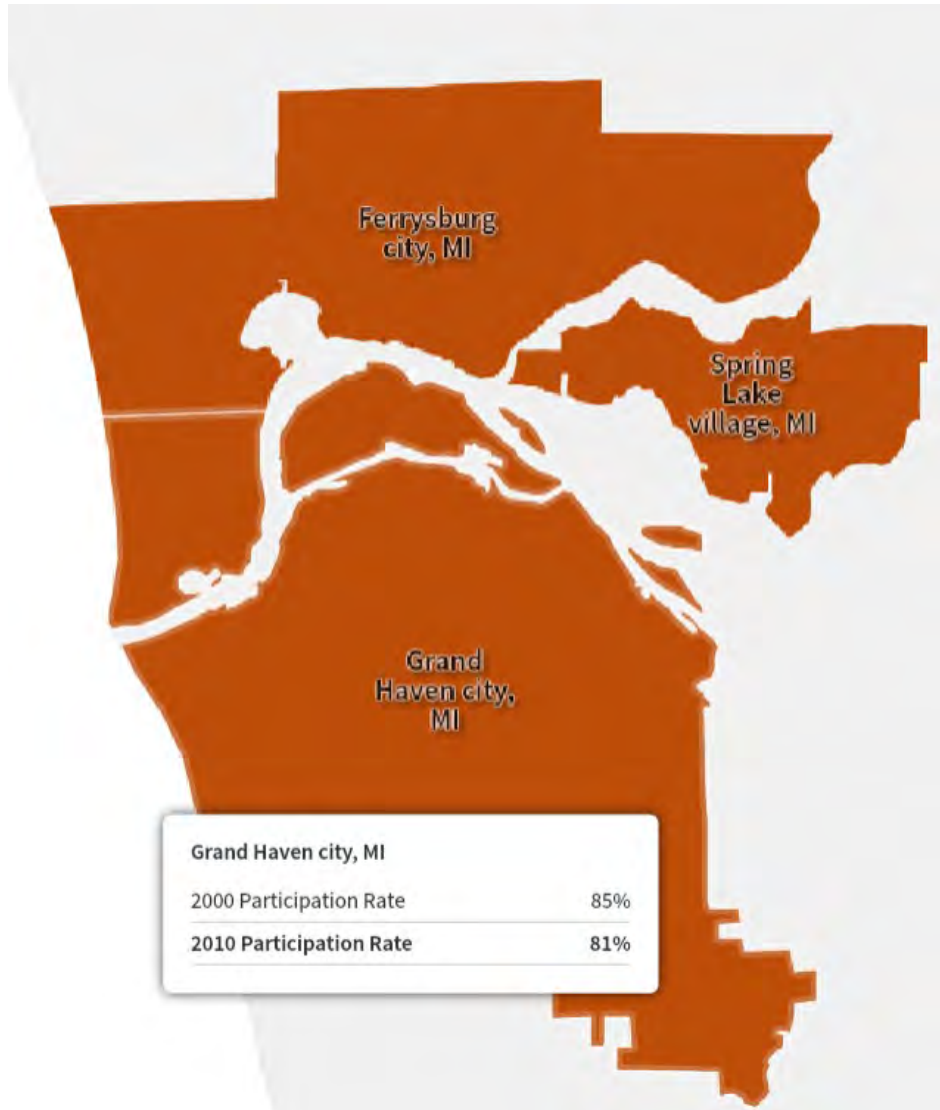 Ferrysburg
city, MI
Spring
Lake
village, MI
Grand
Haven city,
MI
Grand Haven city, MI
2000 Participation Rate 85%
2010 Participation Rate 81%